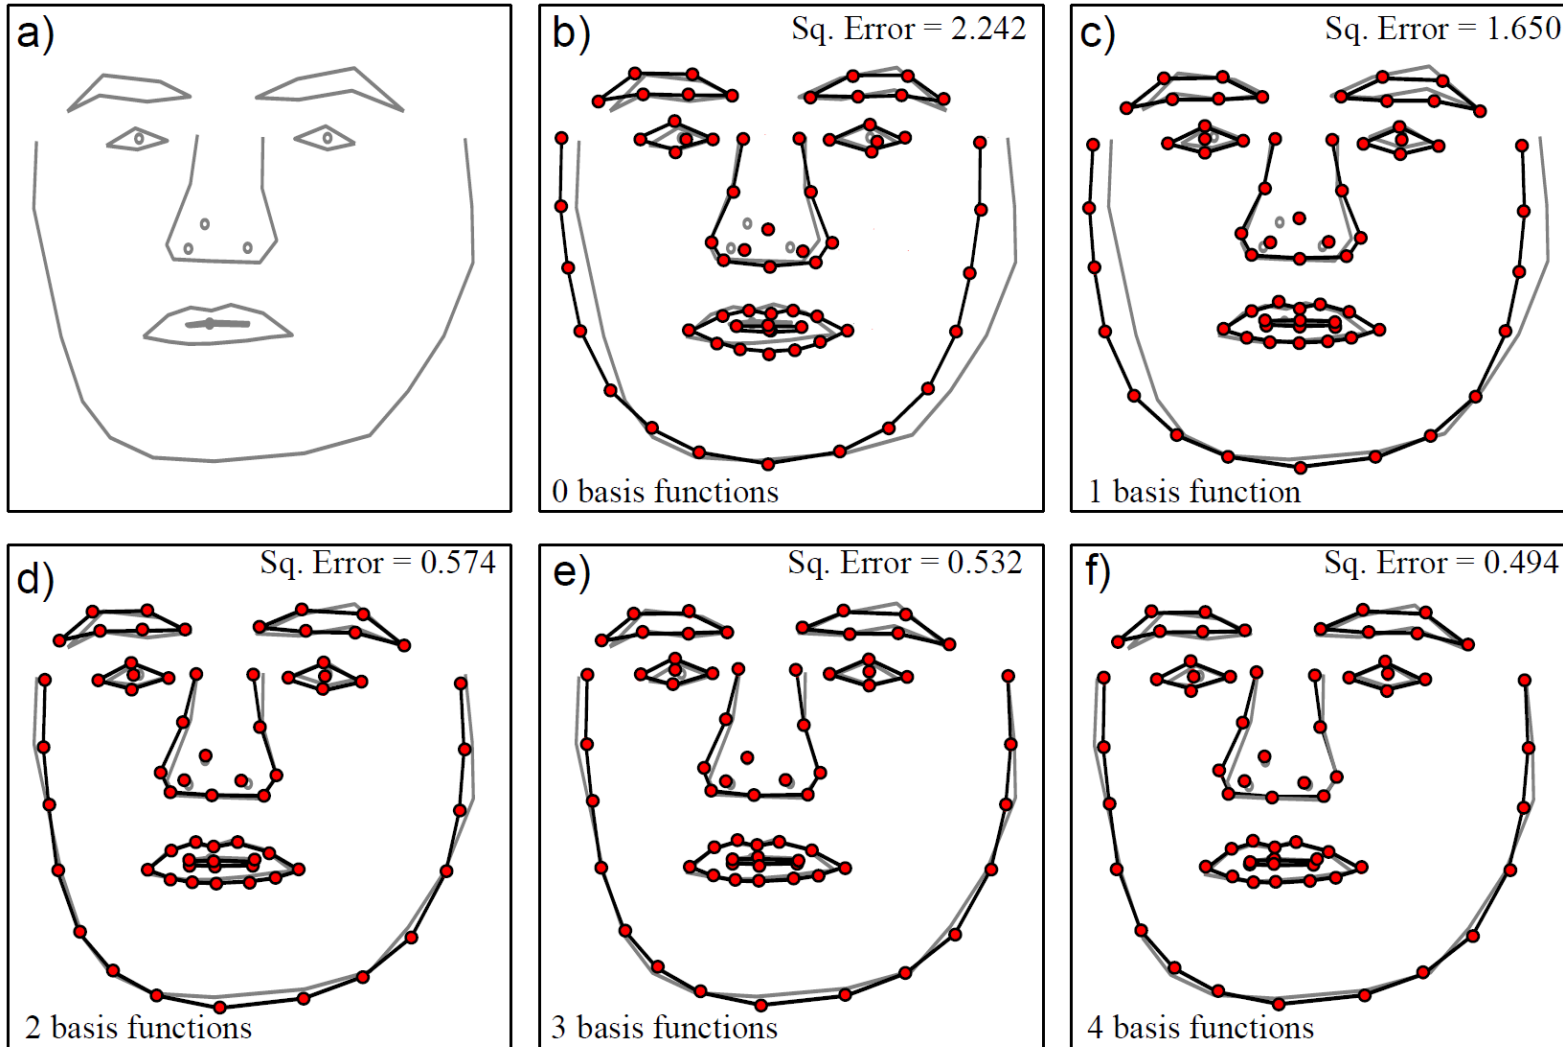 a)
b)
Sq. Error = 2.242
0 basis functions
c)
Sq. Error = 1.650
1 basis function
d)
Sq. Error = 0.574
2 basis functions
e)
Sq. Error = 0.532
3 basis functions
f)
Sq. Error = 0.494
4 basis functions